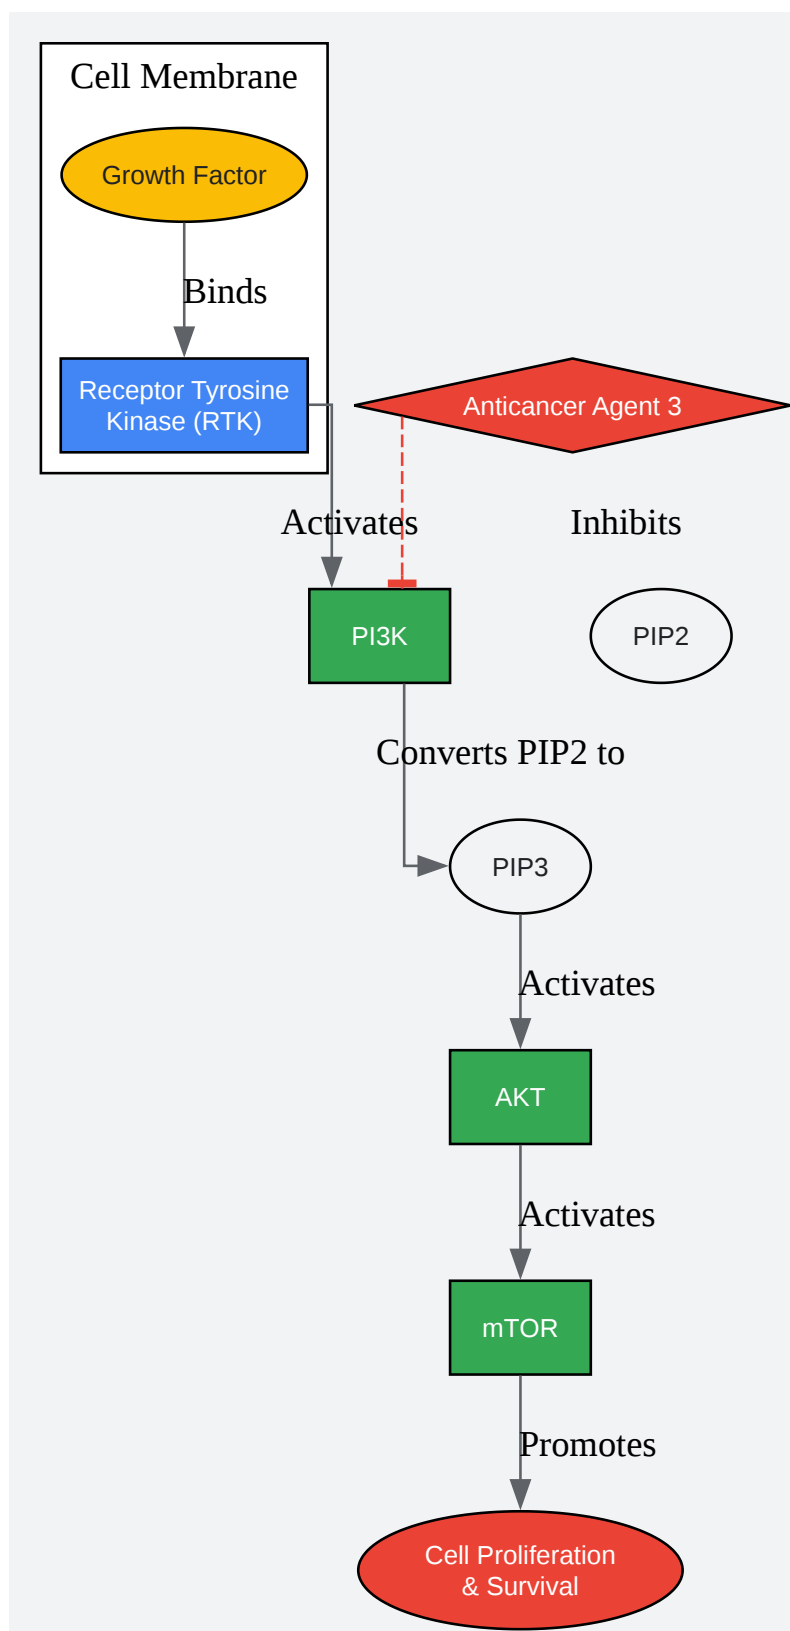 Cell Membrane
Growth Factor
Binds
Receptor Tyrosine
Kinase (RTK)
Anticancer Agent 3
Activates
Inhibits
PI3K
PIP2
Converts PIP2 to
PIP3
Activates
AKT
Activates
mTOR
Promotes
Cell Proliferation
& Survival